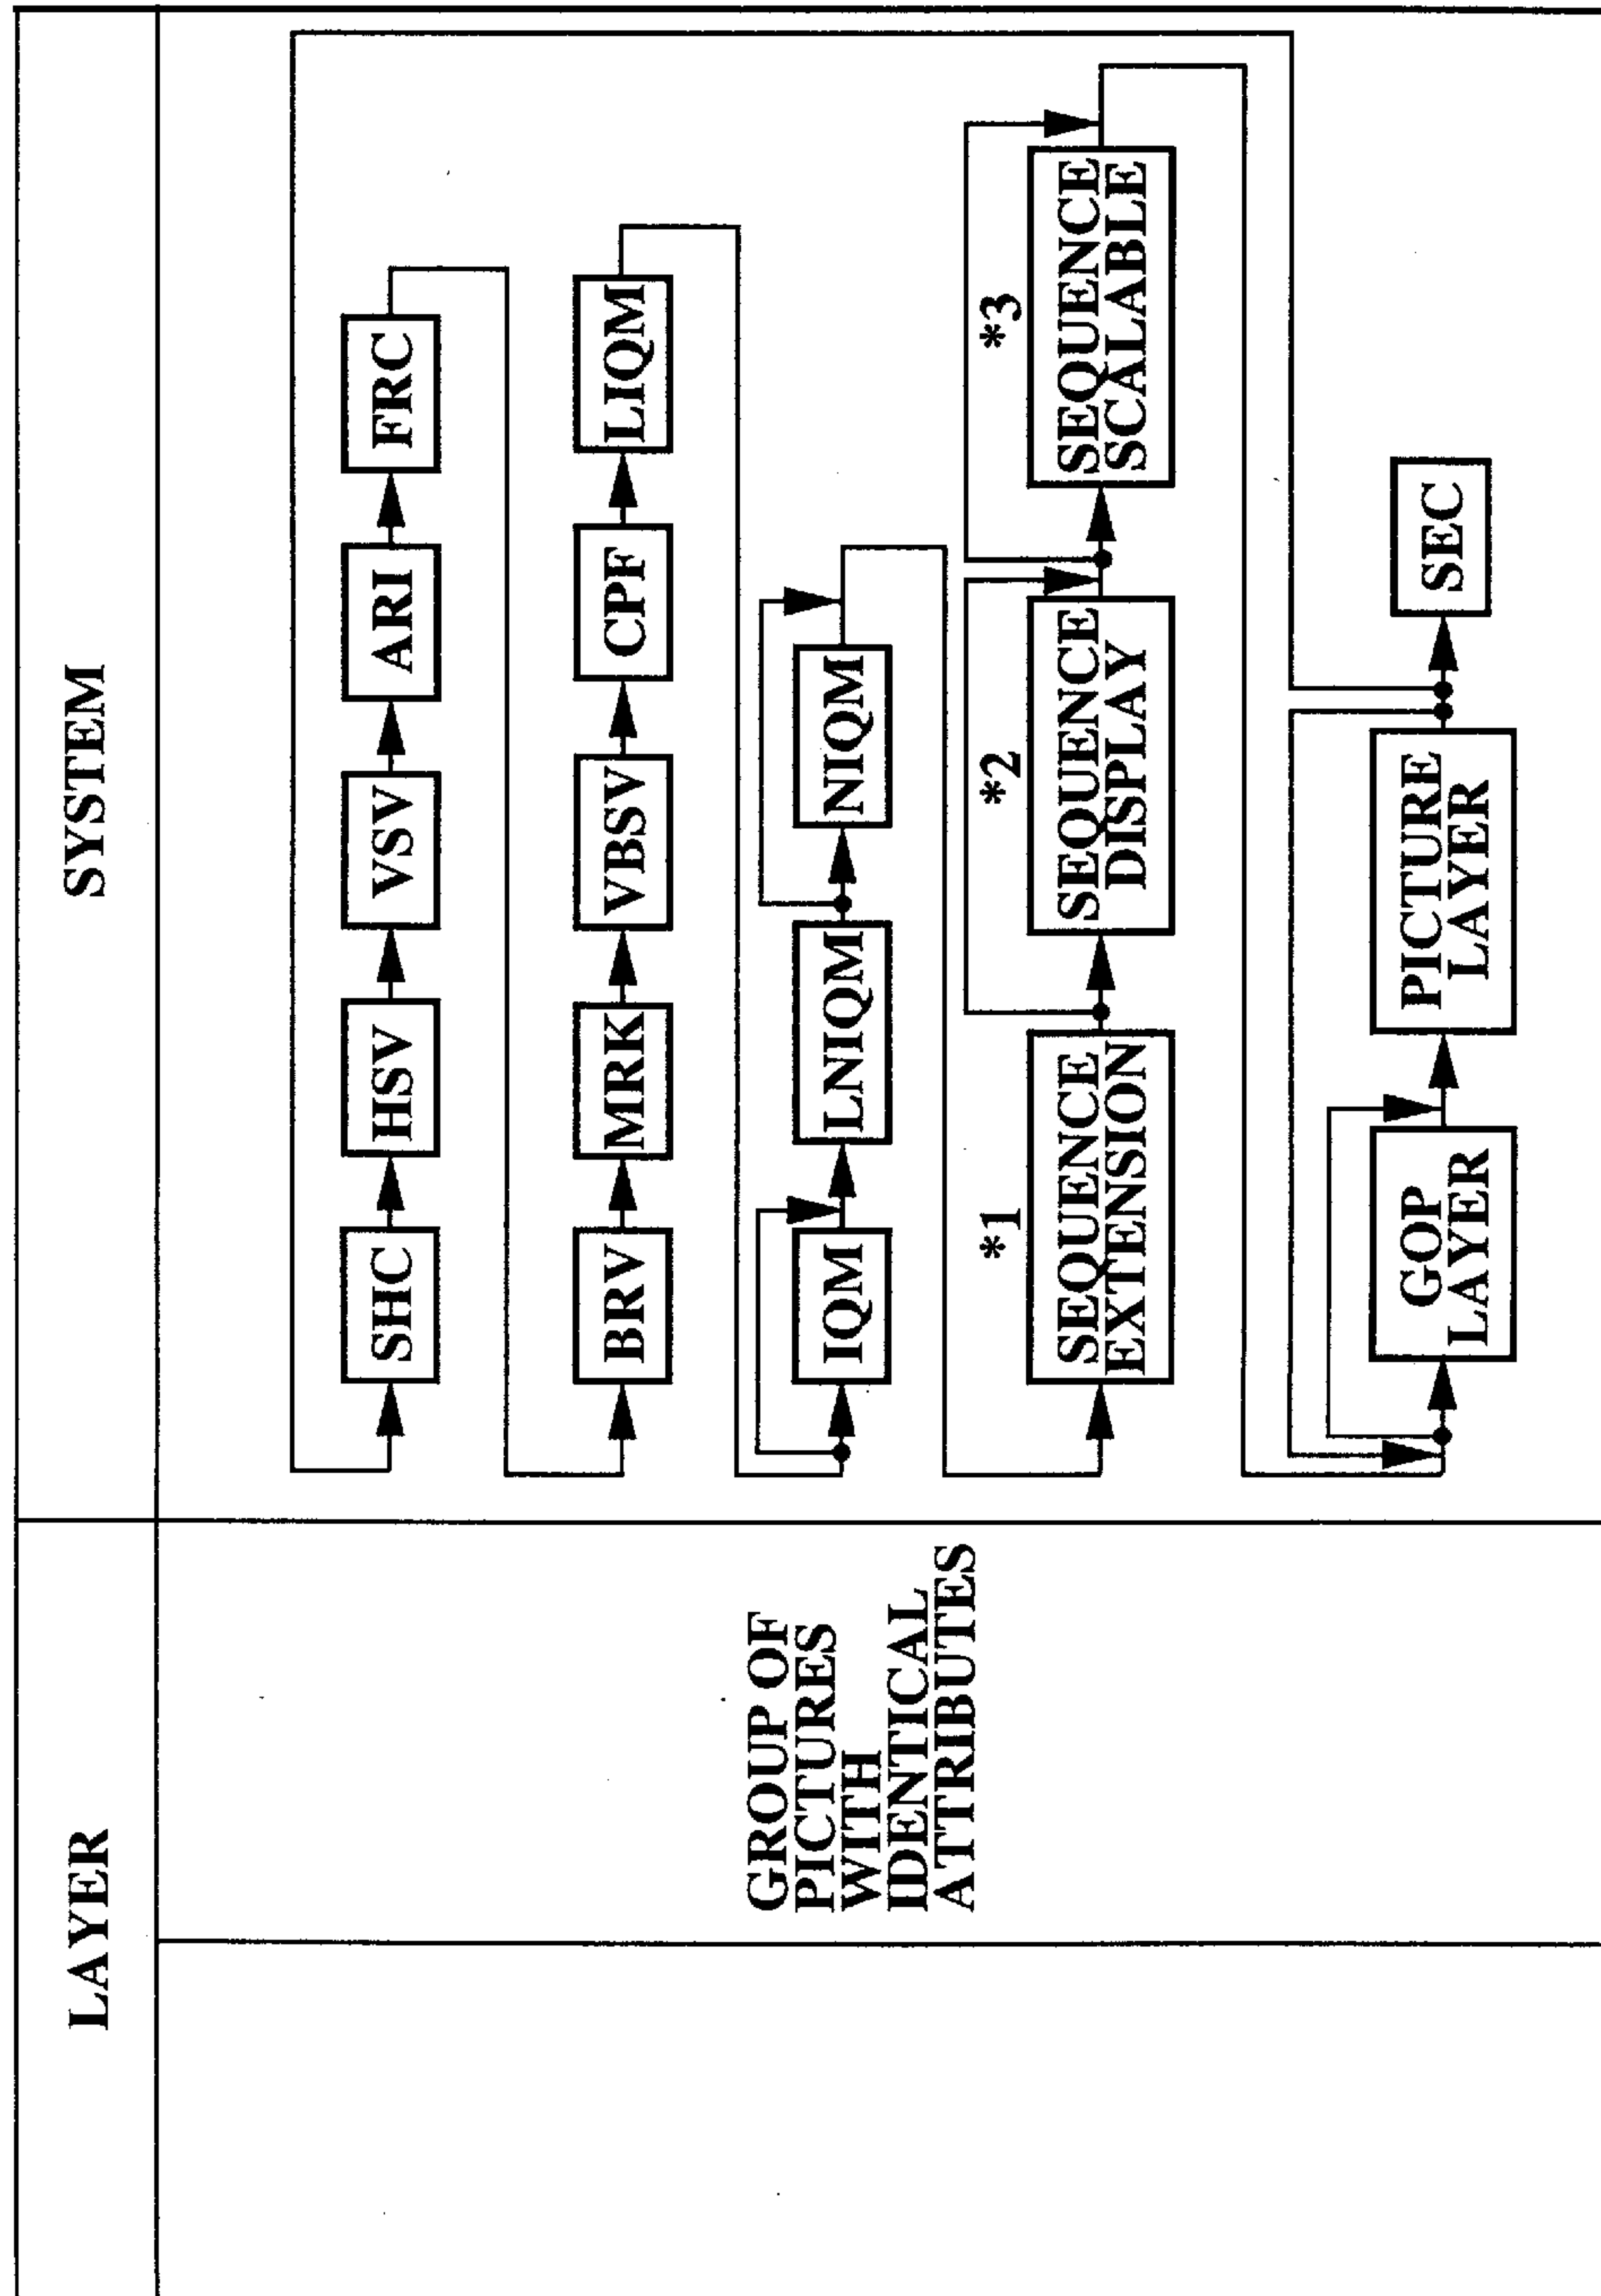 LAYER
SYSTEM
GROUP OF
PICTURES
WITH
IDENTICAL
ATTRIBUTES
SHC
HSV
VSV
ARI
FRC
BRV
MRK
VBSV
CPF
LIQM
IQM
LNIQM
NIQM
*1
SEQUENCE
EXTENSION
*2
SEQUENCE
DISPLAY
*3
SEQUENCE
SCALABLE
GOP
LAYER
PICTURE
LAYER
SEC